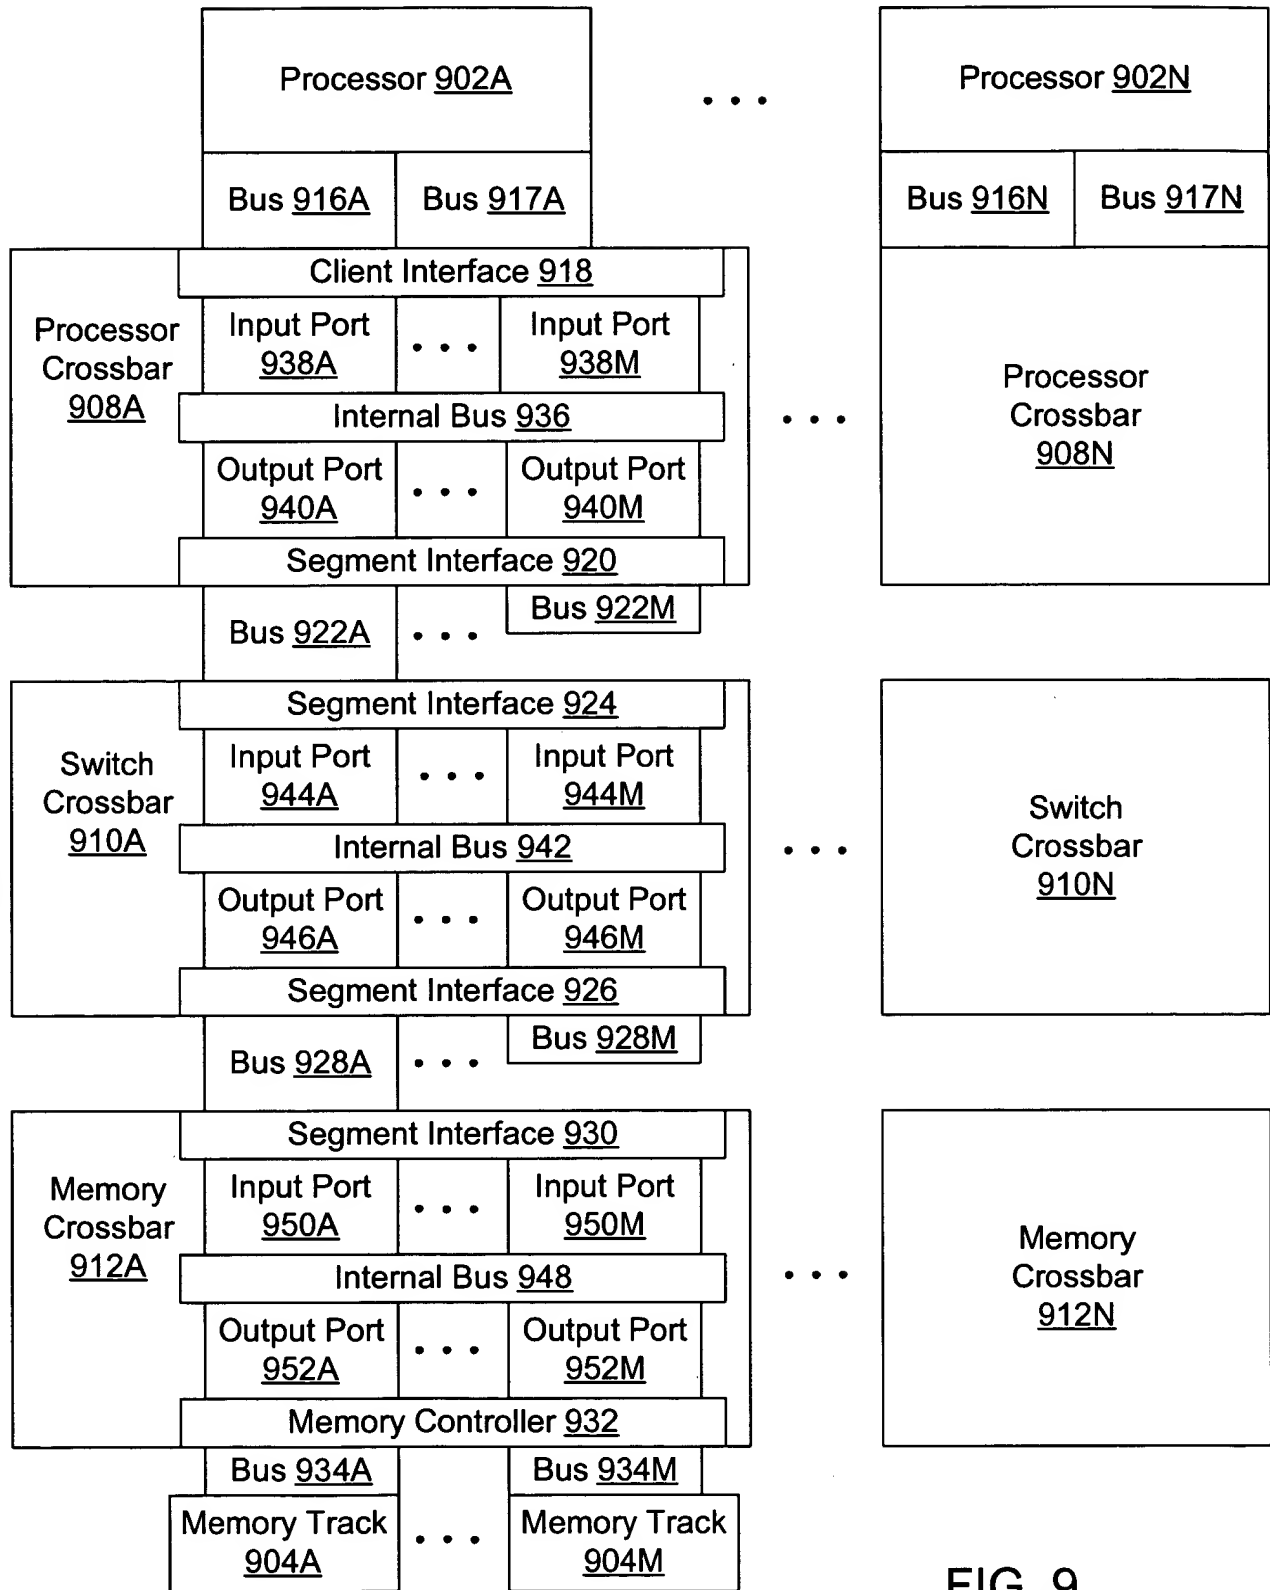 Processor 902A
Processor 902N
Bus 916A
Bus 917A
Bus 916N
Bus 917N
Client Interface 918
Processor
Crossbar
908A
Input Port
938A
Input Port
938M
Internal Bus 936
Output Port
940A
Output Port
940M
Segment Interface 920
Processor
Crossbar
908N
Bus 922A
Bus 922M
Segment Interface 924
Switch
Crossbar
910A
Input Port
944A
Input Port
944M
Internal Bus 942
Output Port
946A
Output Port
946M
Segment Interface 926
Switch
Crossbar
910N
Bus 928A
Bus 928M
Segment Interface 930
Memory
Crossbar
912A
Input Port
950A
Input Port
950M
Internal Bus 948
Output Port
952A
Output Port
952M
Memory Controller 932
Memory
Crossbar
912N
Bus 934A
Bus 934M
Memory Track
904A
Memory Track
904M
FIG. 9